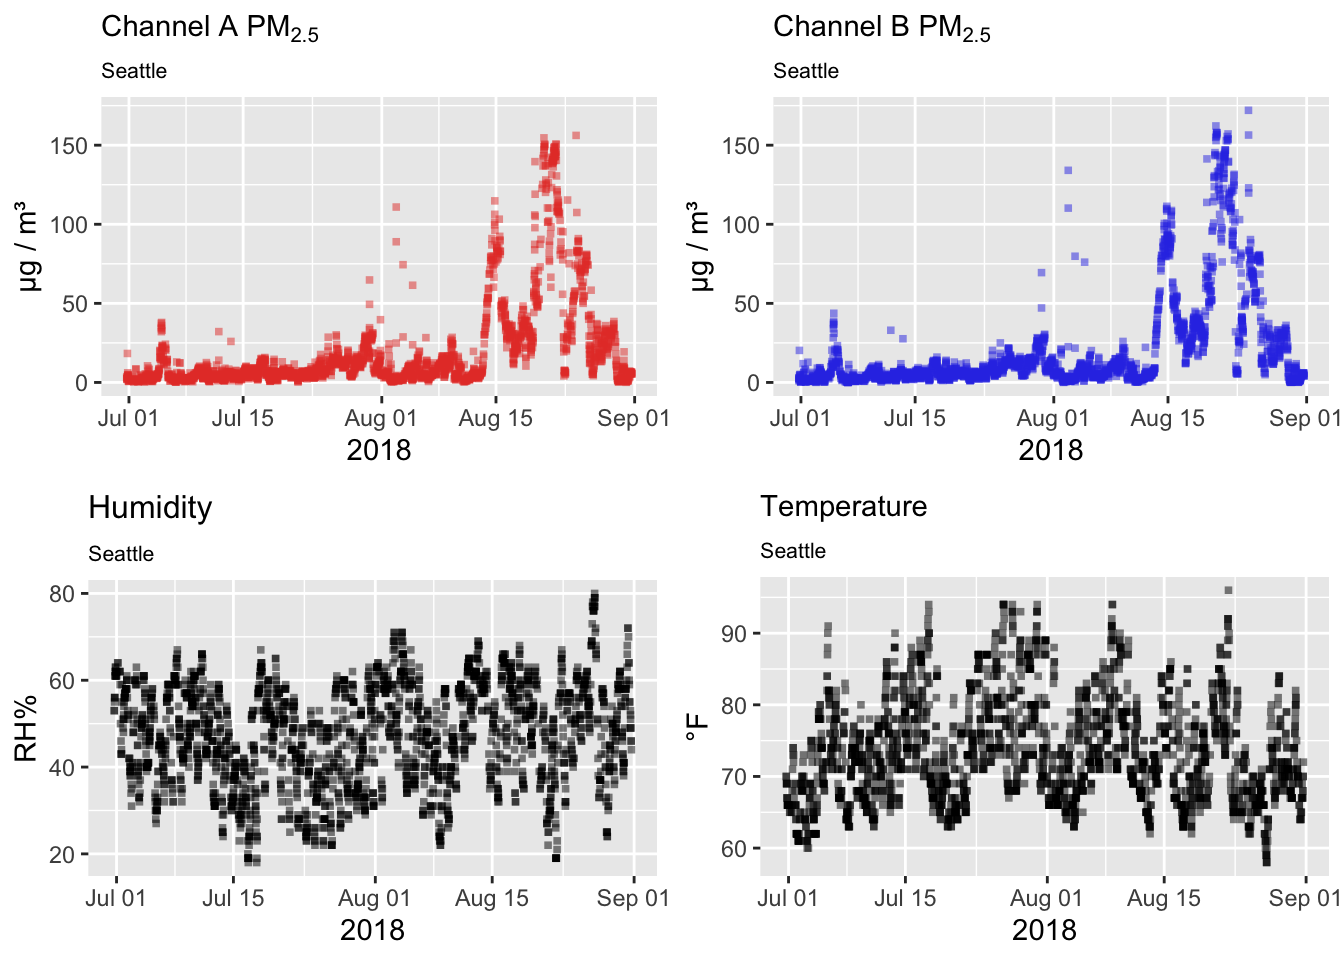 Channel A PM2.5
Seattle
150
100
50
0
µg / m³
Jul 01 Jul 15 Aug 01 Aug 15 Sep 01
2018
Channel B PM2.5
Seattle
150
100
50
0
µg / m³
Jul 01 Jul 15 Aug 01 Aug 15 Sep 01
2018
Humidity
Seattle
80
60
40
20
RH%
Jul 01 Jul 15 Aug 01 Aug 15 Sep 01
2018
Temperature
Seattle
90
80
70
60
°F
Jul 01 Jul 15 Aug 01 Aug 15 Sep 01
2018